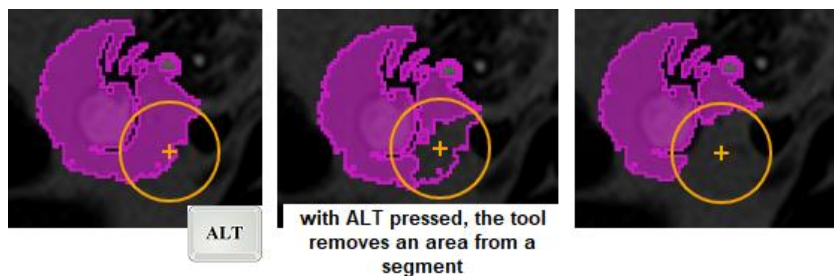 ALT
with ALT pressed, the tool
removes an area from a
segment